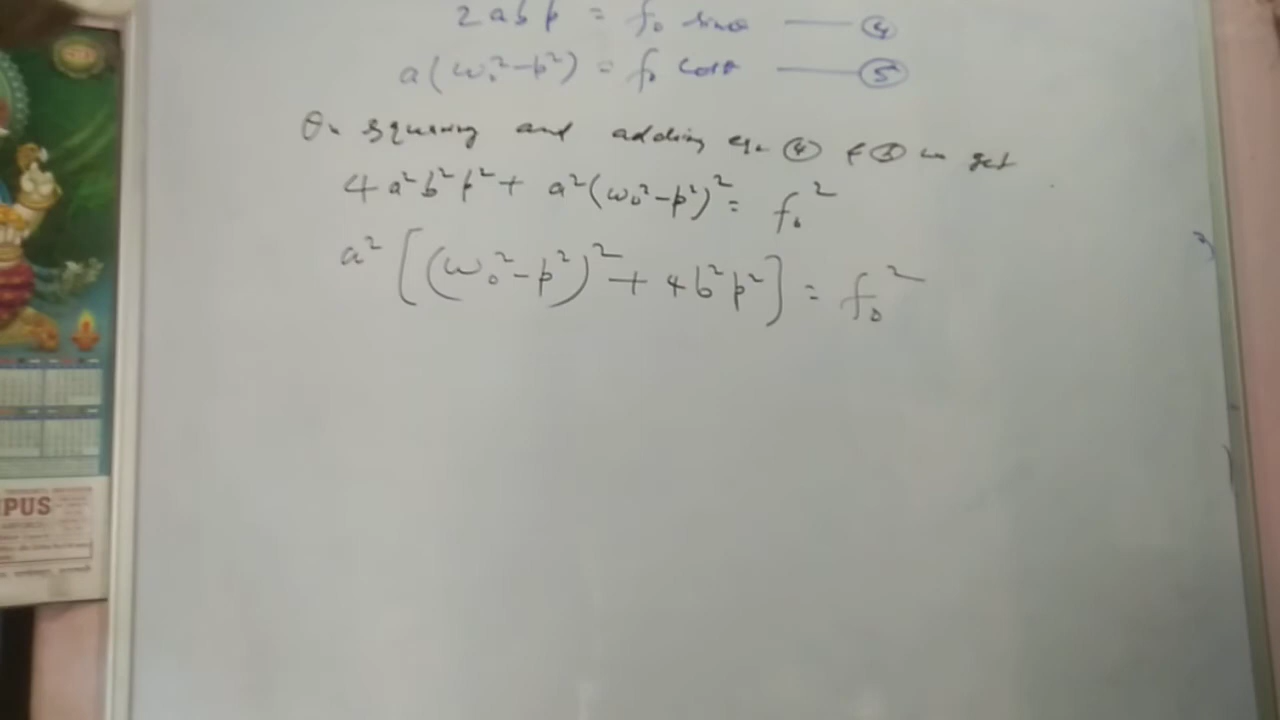 2abp = f₀ sinθ —— ④
a(ω₀²-p²) = f₀ cosθ —— ⑤
On squaring and adding eqn ④ & ⑤ we get
4a²b²p² + a²(ω₀²-p²)² = f₀²
a² [(ω₀²-p²)² + 4b²p²] = f₀²
PUS